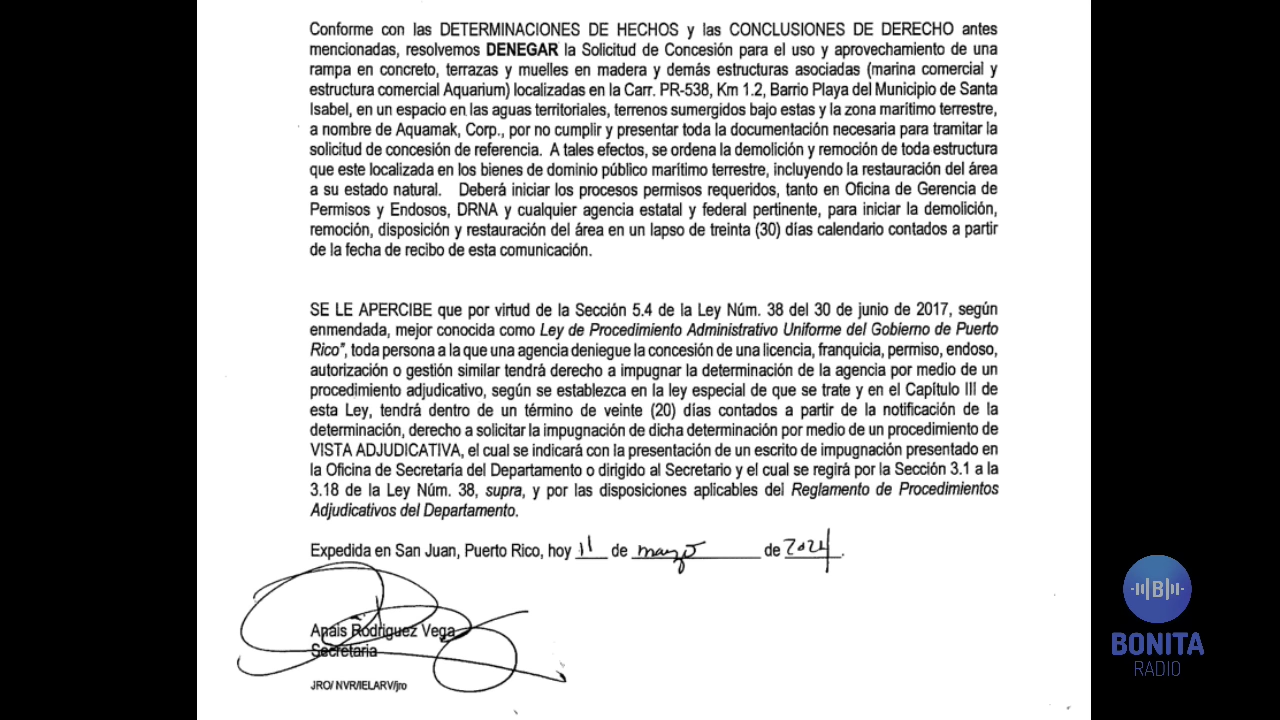 Conforme con las DETERMINACIONES DE HECHOS y las CONCLUSIONES DE DERECHO antes
mencionadas, resolvemos DENEGAR la Solicitud de Concesión para el uso y aprovechamiento de una
rampa en concreto, terrazas y muelles en madera y demás estructuras asociadas (marina comercial y
estructura comercial Aquarium) localizadas en la Carr. PR-538, Km 1.2, Barrio Playa del Municipio de Santa
Isabel, en un espacio en las aguas territoriales, terrenos sumergidos bajo estas y la zona marítimo terrestre,
a nombre de Aquamak, Corp., por no cumplir y presentar toda la documentación necesaria para tramitar la
solicitud de concesión de referencia. A tales efectos, se ordena la demolición y remoción de toda estructura
que este localizada en los bienes de dominio público marítimo terrestre, incluyendo la restauración del área
a su estado natural. Deberá iniciar los procesos permisos requeridos, tanto en Oficina de Gerencia de
Permisos y Endosos, DRNA y cualquier agencia estatal y federal pertinente, para iniciar la demolición,
remoción, disposición y restauración del área en un lapso de treinta (30) días calendario contados a partir
de la fecha de recibo de esta comunicación.
SE LE APERCIBE que por virtud de la Sección 5.4 de la Ley Núm. 38 del 30 de junio de 2017, según
enmendada, mejor conocida como Ley de Procedimiento Administrativo Uniforme del Gobierno de Puerto
Rico", toda persona a la que una agencia deniegue la concesión de una licencia, franquicia, permiso, endoso,
autorización o gestión similar tendrá derecho a impugnar la determinación de la agencia por medio de un
procedimiento adjudicativo, según se establezca en la ley especial de que se trate y en el Capítulo III de
esta Ley, tendrá dentro de un término de veinte (20) días contados a partir de la notificación de la
determinación, derecho a solicitar la impugnación de dicha determinación por medio de un procedimiento de
VISTA ADJUDICATIVA, el cual se indicará con la presentación de un escrito de impugnación presentado en
la Oficina de Secretaría del Departamento o dirigido al Secretario y el cual se regirá por la Sección 3.1 a la
3.18 de la Ley Núm. 38, supra, y por las disposiciones aplicables del Reglamento de Procedimientos
Adjudicativos del Departamento.
Expedida en San Juan, Puerto Rico, hoy 11 de mayo de 2024.
Anaís Rodríguez Vega
Secretaria
JRO/ NVR/IELARV/jro
B
BONITA
RADIO